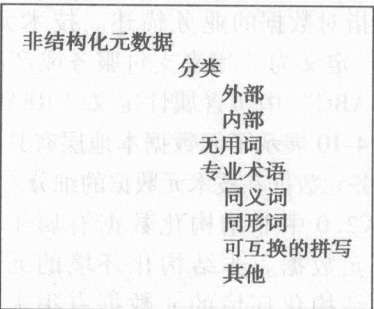 非结构化元数据
分类
外部
内部
无用词
专业术语
同义词
同形词
可互换的拼写
其他